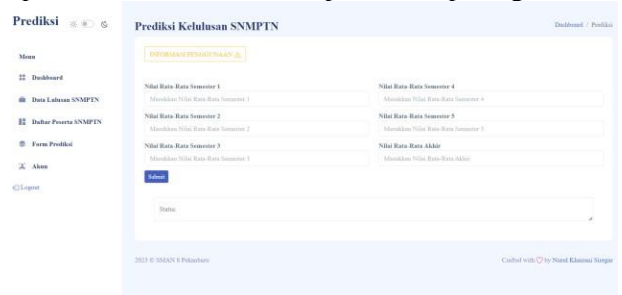 Prediksi
Prediksi Kelulusan SNMPTN
Dashboard / Prediksi
Menu
Dashboard
Data Lulusan SNMPTN
Daftar Peserta SNMPTN
Form Prediksi
Akun
Logout
INFORMASI PENGGUNAAN
Nilai Rata-Rata Semester 1
Masukkan Nilai Rata-Rata Semester 1
Nilai Rata-Rata Semester 2
Masukkan Nilai Rata-Rata Semester 2
Nilai Rata-Rata Semester 3
Masukkan Nilai Rata-Rata Semester 3
Nilai Rata-Rata Semester 4
Masukkan Nilai Rata-Rata Semester 4
Nilai Rata-Rata Semester 5
Masukkan Nilai Rata-Rata Semester 5
Nilai Rata-Rata Akhir
Masukkan Nilai Rata-Rata Akhir
Submit
Status:
2023 © SMAN 8 Pekanbaru
Crafted with by Nurul Khasani Siregar